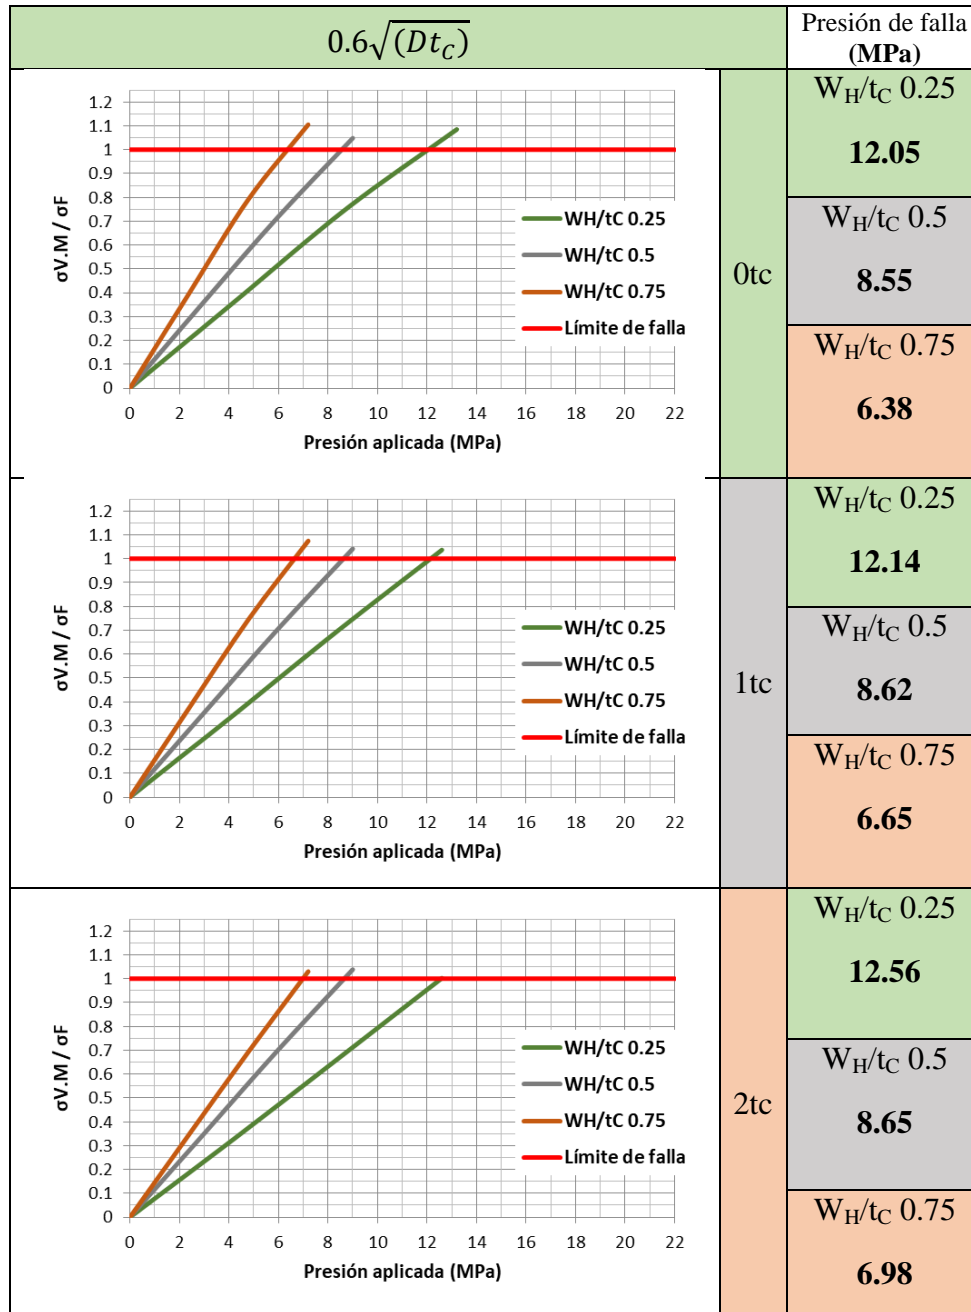 0.6√(Dt_C)
Presión de falla
(MPa)
1.2
1.1
1
0.9
0.8
0.7
0.6
0.5
0.4
0.3
0.2
0.1
0
σV.M / σF
WH/tC 0.25
WH/tC 0.5
WH/tC 0.75
Límite de falla
0 2 4 6 8 10 12 14 16 18 20 22
Presión aplicada (MPa)
0tc
W_H/t_C 0.25
12.05
W_H/t_C 0.5
8.55
W_H/t_C 0.75
6.38
1.2
1.1
1
0.9
0.8
0.7
0.6
0.5
0.4
0.3
0.2
0.1
0
σV.M / σF
WH/tC 0.25
WH/tC 0.5
WH/tC 0.75
Límite de falla
0 2 4 6 8 10 12 14 16 18 20 22
Presión aplicada (MPa)
1tc
W_H/t_C 0.25
12.14
W_H/t_C 0.5
8.62
W_H/t_C 0.75
6.65
1.2
1.1
1
0.9
0.8
0.7
0.6
0.5
0.4
0.3
0.2
0.1
0
σV.M / σF
WH/tC 0.25
WH/tC 0.5
WH/tC 0.75
Límite de falla
0 2 4 6 8 10 12 14 16 18 20 22
Presión aplicada (MPa)
2tc
W_H/t_C 0.25
12.56
W_H/t_C 0.5
8.65
W_H/t_C 0.75
6.98